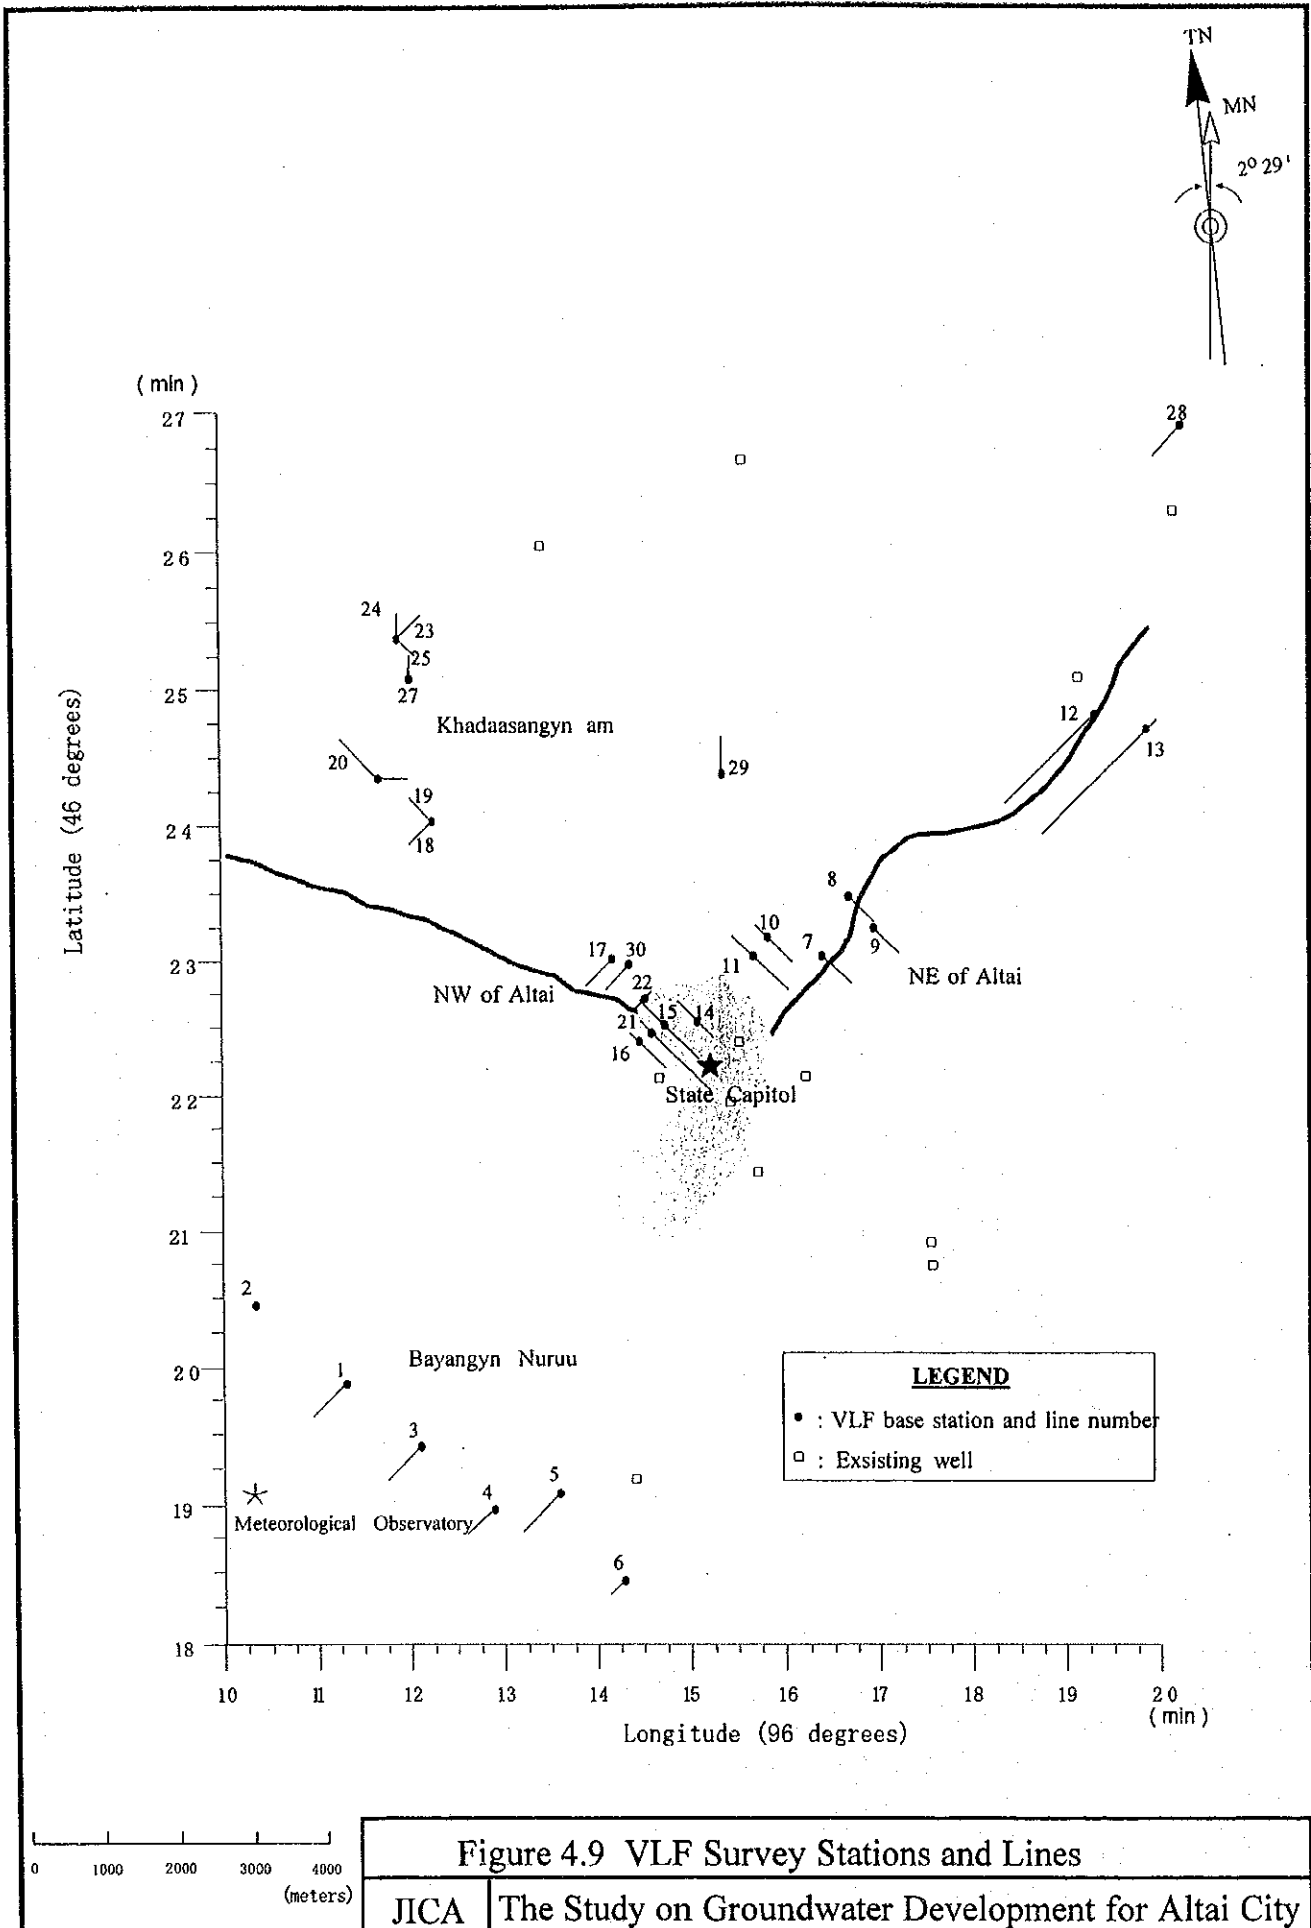 TN
MN
2° 29'
(min)
27
28
26
24
23
25
25
27
Khadaasangyn am
12
13
20
29
19
24
18
8
10
17
30
7
11
9
23
NE of Altai
NW of Altai
22
15
14
21
16
22
State Capitol
Latitude (46 degrees)
21
2
20
1
Bayangyn Nuruu
LEGEND
: VLF base station and line number
3
: Exsisting well
5
4
19
Meteorological Observatory
6
18
10 11 12 13 14 15 16 17 18 19 20
(min)
Longitude (96 degrees)
0 1000 2000 3000 4000
(meters)
Figure 4.9 VLF Survey Stations and Lines
JICA The Study on Groundwater Development for Altai City